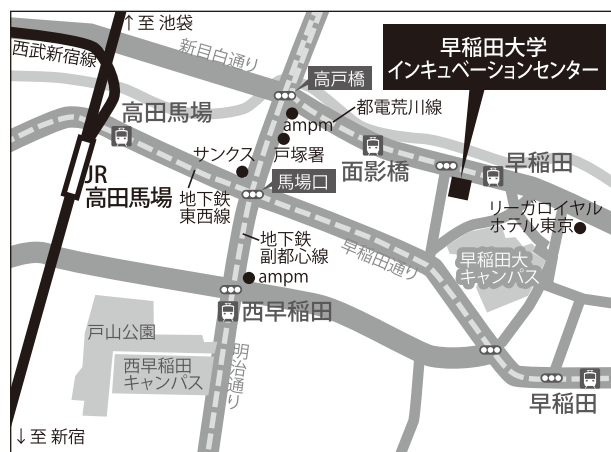 ↑至 池袋
西武新宿線
新目白通り
早稲田大学
インキュベーションセンター
高戸橋
高田馬場
ampm
都電荒川線
サンクス
戸塚署
面影橋
早稲田
JR
高田馬場
地下鉄
東西線
馬場口
リーガロイヤル
ホテル東京
地下鉄
副都心線
早稲田通り
早稲田大
キャンパス
ampm
西早稲田
戸山公園
西早稲田
キャンパス
明治通り
早稲田
↓至 新宿